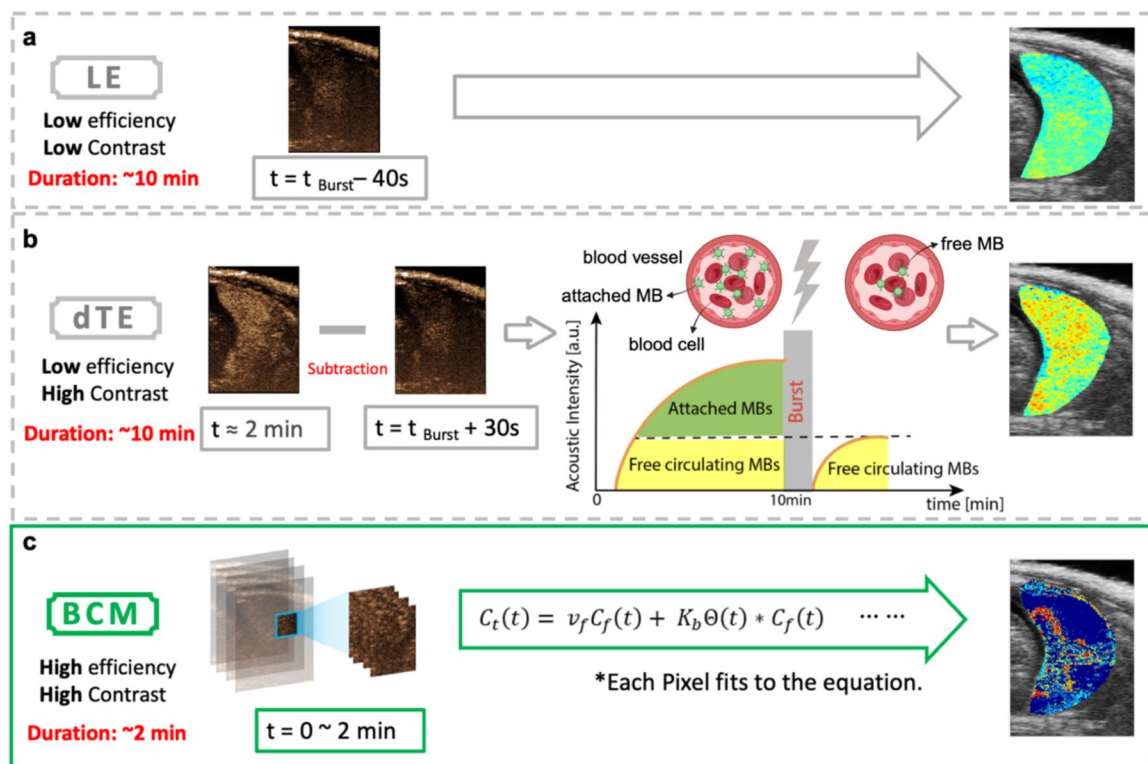 a
LE
Low efficiency
Low Contrast
Duration: ~10 min
t = t Burst – 40s
b
dTE
Low efficiency
High Contrast
Duration: ~10 min
t ≈ 2 min
Subtraction
t = t Burst + 30s
blood vessel
attached MB
blood cell
free MB
Acoustic Intensity [a.u.]
Attached MBs
Free circulating MBs
Burst
Free circulating MBs
0
10min
time [min]
c
BCM
High efficiency
High Contrast
Duration: ~2 min
t = 0 ~ 2 min
C_t(t) = v_f C_f(t) + K_b Θ(t) * C_f(t) ⋯ ⋯
*Each Pixel fits to the equation.